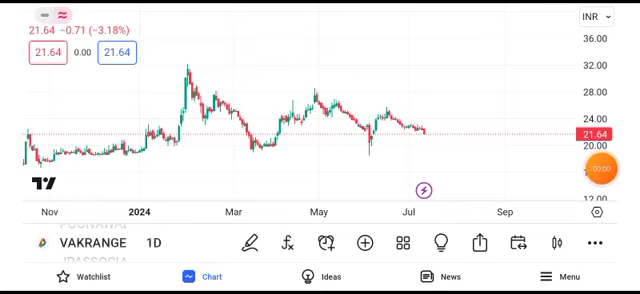 INR
21.64 −0.71 (−3.18%)
21.64 0.00 21.64
36.00
32.00
28.00
24.00
21.64
20.00
00:00
12.00
Nov 2024 Mar May Jul Sep
VAKRANGE 1D
Watchlist Chart Ideas News Menu